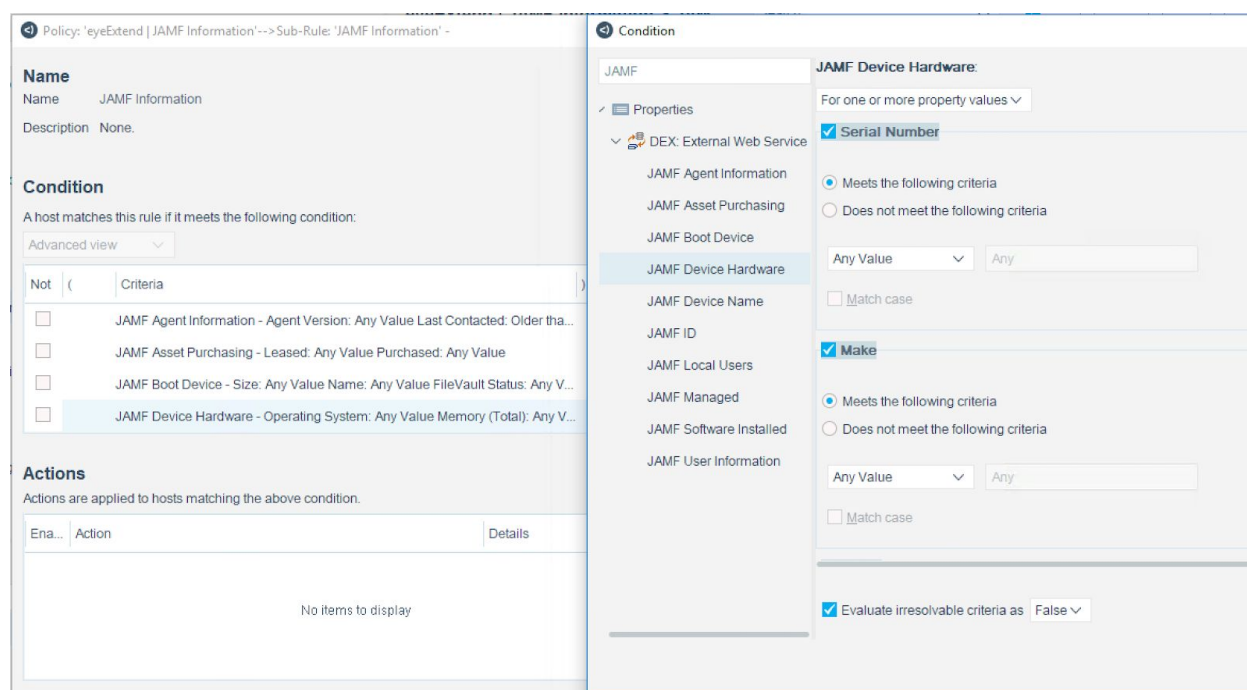 Policy: 'eyeExtend | JAMF Information'-->Sub-Rule: 'JAMF Information' -
Name
Name JAMF Information
Description None.
Condition
A host matches this rule if it meets the following condition:
Advanced view
Not ( Criteria )
JAMF Agent Information - Agent Version: Any Value Last Contacted: Older tha...
JAMF Asset Purchasing - Leased: Any Value Purchased: Any Value
JAMF Boot Device - Size: Any Value Name: Any Value FileVault Status: Any V...
JAMF Device Hardware - Operating System: Any Value Memory (Total): Any V...
Actions
Actions are applied to hosts matching the above condition.
Ena... Action Details
No items to display
Condition
JAMF
Properties
DEX: External Web Service
JAMF Agent Information
JAMF Asset Purchasing
JAMF Boot Device
JAMF Device Hardware
JAMF Device Name
JAMF ID
JAMF Local Users
JAMF Managed
JAMF Software Installed
JAMF User Information
JAMF Device Hardware:
For one or more property values
Serial Number
Meets the following criteria
Does not meet the following criteria
Any Value Any
Match case
Make
Meets the following criteria
Does not meet the following criteria
Any Value Any
Match case
Evaluate irresolvable criteria as False